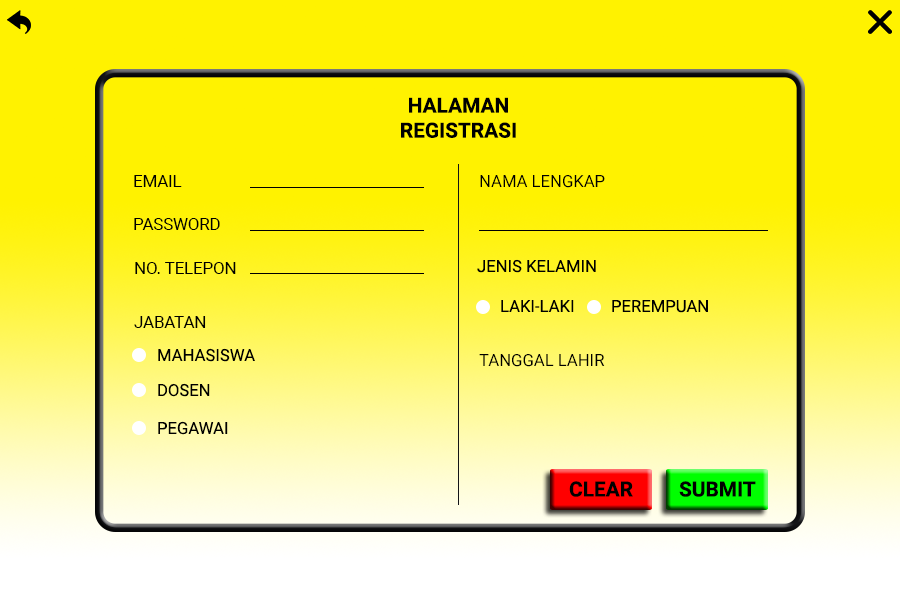 HALAMAN
REGISTRASI
EMAIL
PASSWORD
NO. TELEPON
JABATAN
MAHASISWA
DOSEN
PEGAWAI
NAMA LENGKAP
JENIS KELAMIN
LAKI-LAKI PEREMPUAN
TANGGAL LAHIR
CLEAR SUBMIT